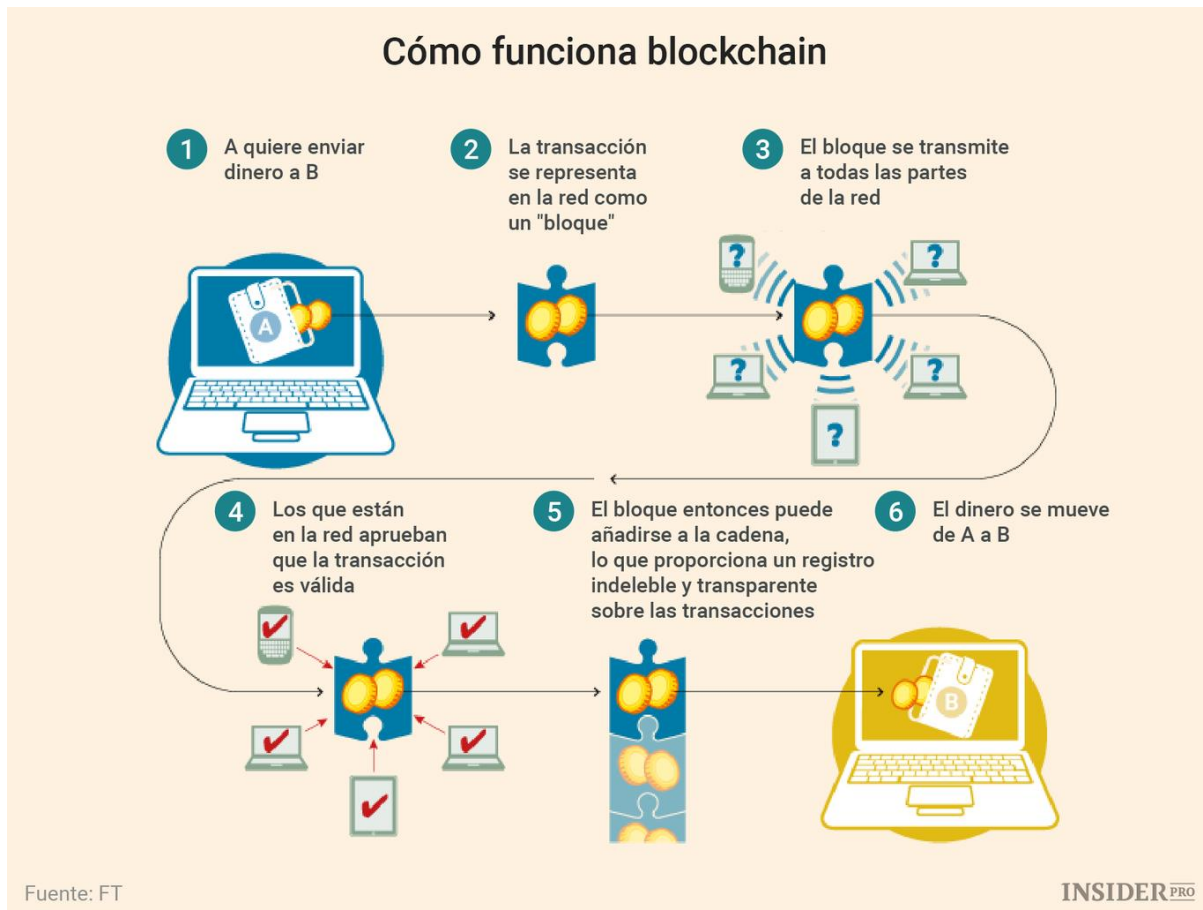 Cómo funciona blockchain
1
A quiere enviar
dinero a B
2
La transacción
se representa
en la red como
un "bloque"
3
El bloque se transmite
a todas las partes
de la red
A
?
?
?
?
?
4
Los que están
en la red aprueban
que la transacción
es válida
5
El bloque entonces puede
añadirse a la cadena,
lo que proporciona un registro
indeleble y transparente
sobre las transacciones
6
El dinero se mueve
de A a B
B
Fuente: FT
INSIDER PRO